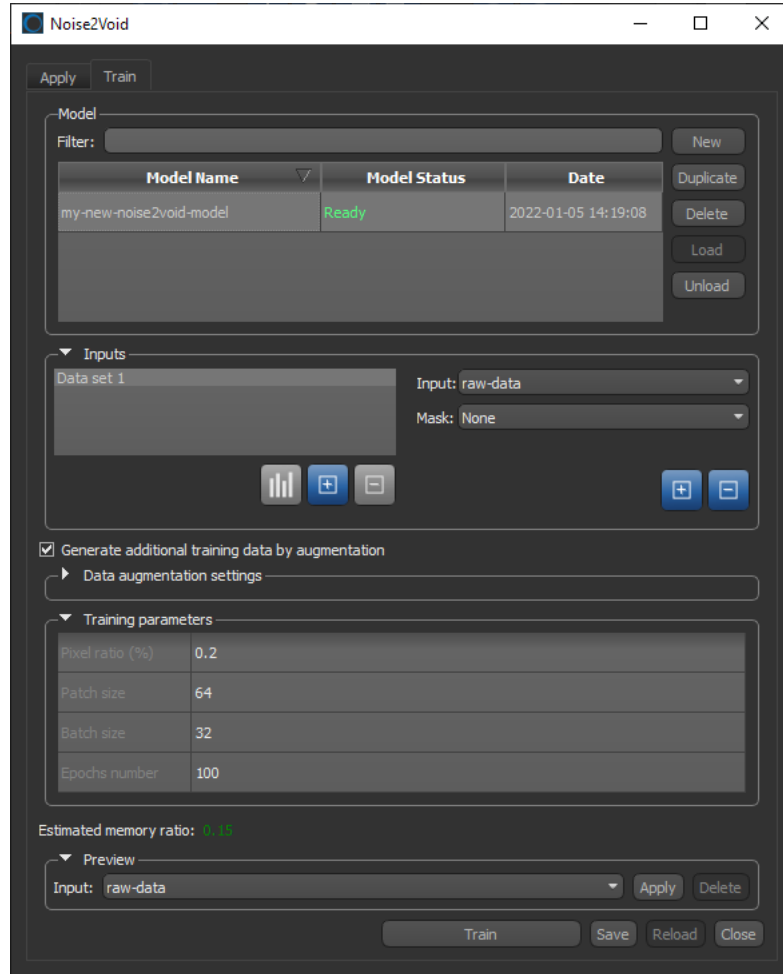 Noise2Void
Apply Train
Model
Filter: New
Model Name Model Status Date Duplicate
my-new-noise2void-model Ready 2022-01-05 14:19:08 Delete
Load
Unload
Inputs
Data set 1 Input: raw-data
Mask: None
Generate additional training data by augmentation
Data augmentation settings
Training parameters
Pixel ratio (%) 0.2
Patch size 64
Batch size 32
Epochs number 100
Estimated memory ratio: 0.15
Preview
Input: raw-data Apply Delete
Train Save Reload Close